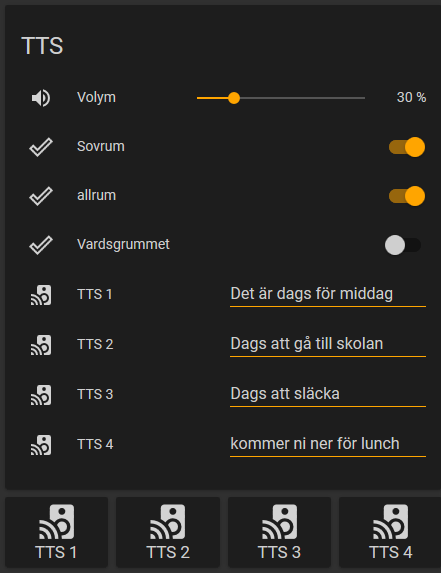 TTS
Volym 30 %
Sovrum
allrum
Vardsgrummet
TTS 1 Det är dags för middag
TTS 2 Dags att gå till skolan
TTS 3 Dags att släcka
TTS 4 kommer ni ner för lunch
TTS 1 TTS 2 TTS 3 TTS 4